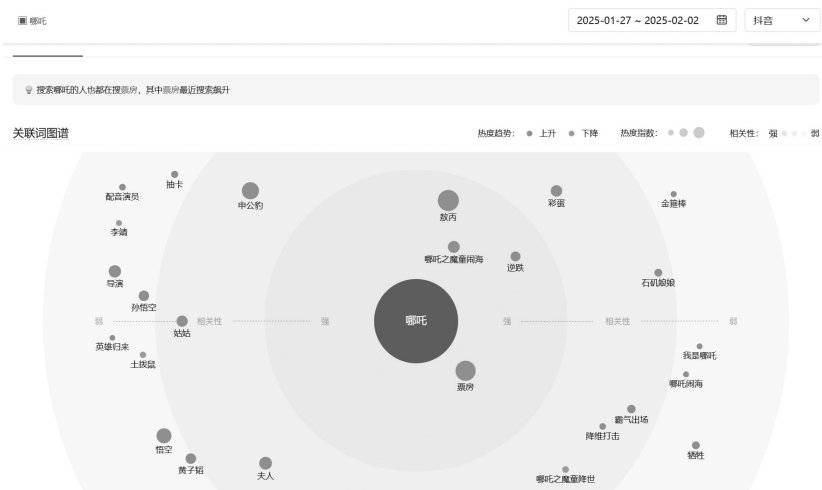 哪吒
2025-01-27 ~ 2025-02-02
抖音
搜索哪吒的人也都在搜票房，其中票房最近搜索飙升
关联词图谱
热度趋势： 上升 下降 热度指数： 相关性： 强 弱
抽卡
配音演员
申公豹
敖丙
彩蛋
金箍棒
李靖
哪吒之魔童闹海
逆跌
导演
石矶娘娘
孙悟空
弱 相关性 强
哪吒
强 相关性 弱
姑姑
英雄归来
我是哪吒
土拨鼠
票房
哪吒闹海
霸气出场
降维打击
悟空
牺牲
黄子韬
夫人
哪吒之魔童降世